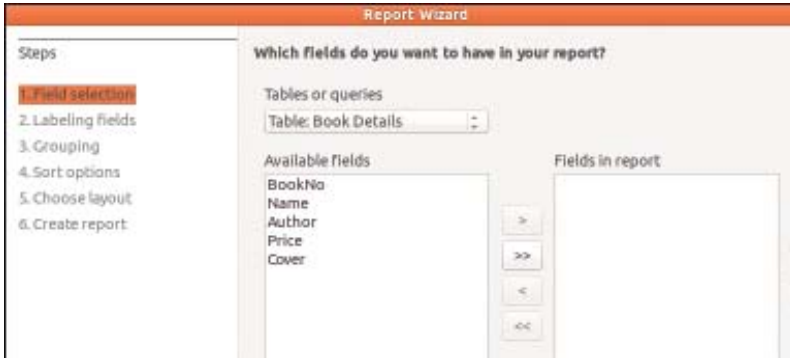 Report Wizard
Steps
1. Field selection
2. Labeling fields
3. Grouping
4. Sort options
5. Choose layout
6. Create report
Which fields do you want to have in your report?
Tables or queries
Table: Book Details
Available fields
BookNo
Name
Author
Price
Cover
>
>>
<
<<
Fields in report